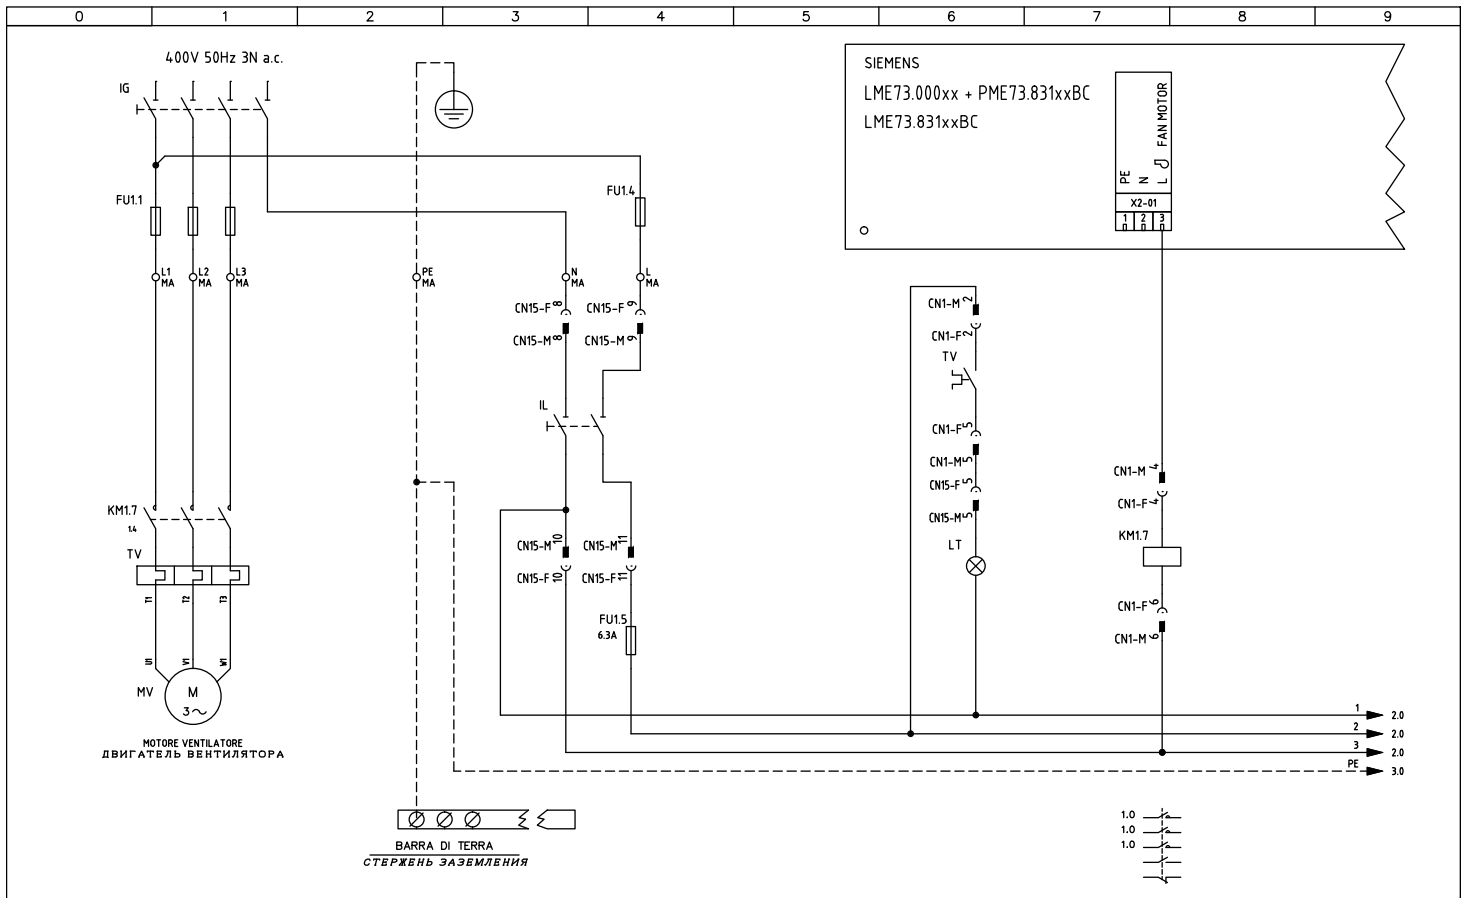 0 1 2 3 4 5 6 7 8 9
400V 50Hz 3N a.c.
IG
SIEMENS
LME73.000xx + PME73.831xxBC
LME73.831xxBC
FAN MOTOR
PE
N
L
X2-01
1 2 3
FU1.1
FU1.4
L1
MA
L2
MA
L3
MA
PE
MA
N
MA
L
MA
CN15-F 8
CN15-F 9
CN15-M 8
CN15-M 9
CN1-M 2
CN1-F 2
TV
IL
CN1-F 5
CN1-M 5
CN15-F 5
CN15-M 5
LT
CN1-M 4
CN1-F 4
KM1.7
CN1-F 6
CN1-M 6
KM1.7
1.4
TV
T1
T2
T3
CN15-M 10
CN15-M 11
CN15-F 10
CN15-F 11
FU1.5
6.3A
U1
V1
W1
MV
M
3~
MOTORE VENTILATORE
ДВИГАТЕЛЬ ВЕНТИЛЯТОРА
1 2.0
2 2.0
3 2.0
PE 3.0
BARRA DI TERRA
СТЕРЖЕНЬ ЗАЗЕМЛЕНИЯ
1.0
1.0
1.0